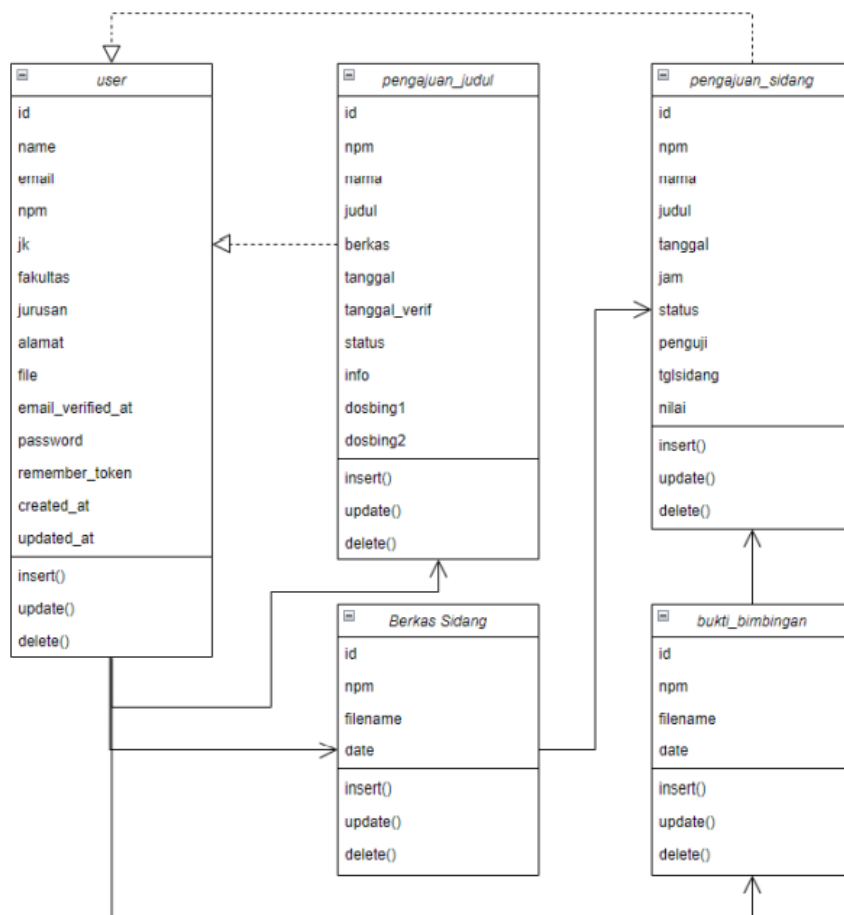 user
id
name
email
npm
jk
fakultas
jurusan
alamat
file
email_verified_at
password
remember_token
created_at
updated_at
insert()
update()
delete()
pengajuan_judul
id
npm
nama
judul
berkas
tanggal
tanggal_verif
status
info
dosbing1
dosbing2
insert()
update()
delete()
pengajuan_sidang
id
npm
nama
judul
tanggal
jam
status
penguji
tglsidang
nilai
insert()
update()
delete()
Berkas Sidang
id
npm
filename
date
insert()
update()
delete()
bukti_bimbingan
id
npm
filename
date
insert()
update()
delete()